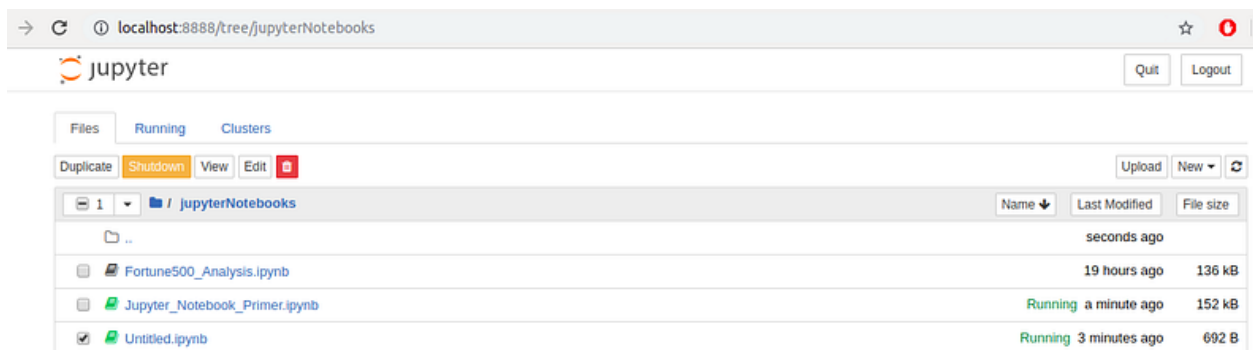 localhost:8888/tree/jupyterNotebooks
jupyter Quit Logout
Files Running Clusters
Duplicate Shutdown View Edit Upload New
1 / jupyterNotebooks Name Last Modified File size
.. seconds ago
Fortune500_Analysis.ipynb 19 hours ago 136 kB
Jupyter_Notebook_Primer.ipynb Running a minute ago 152 kB
Untitled.ipynb Running 3 minutes ago 692 B